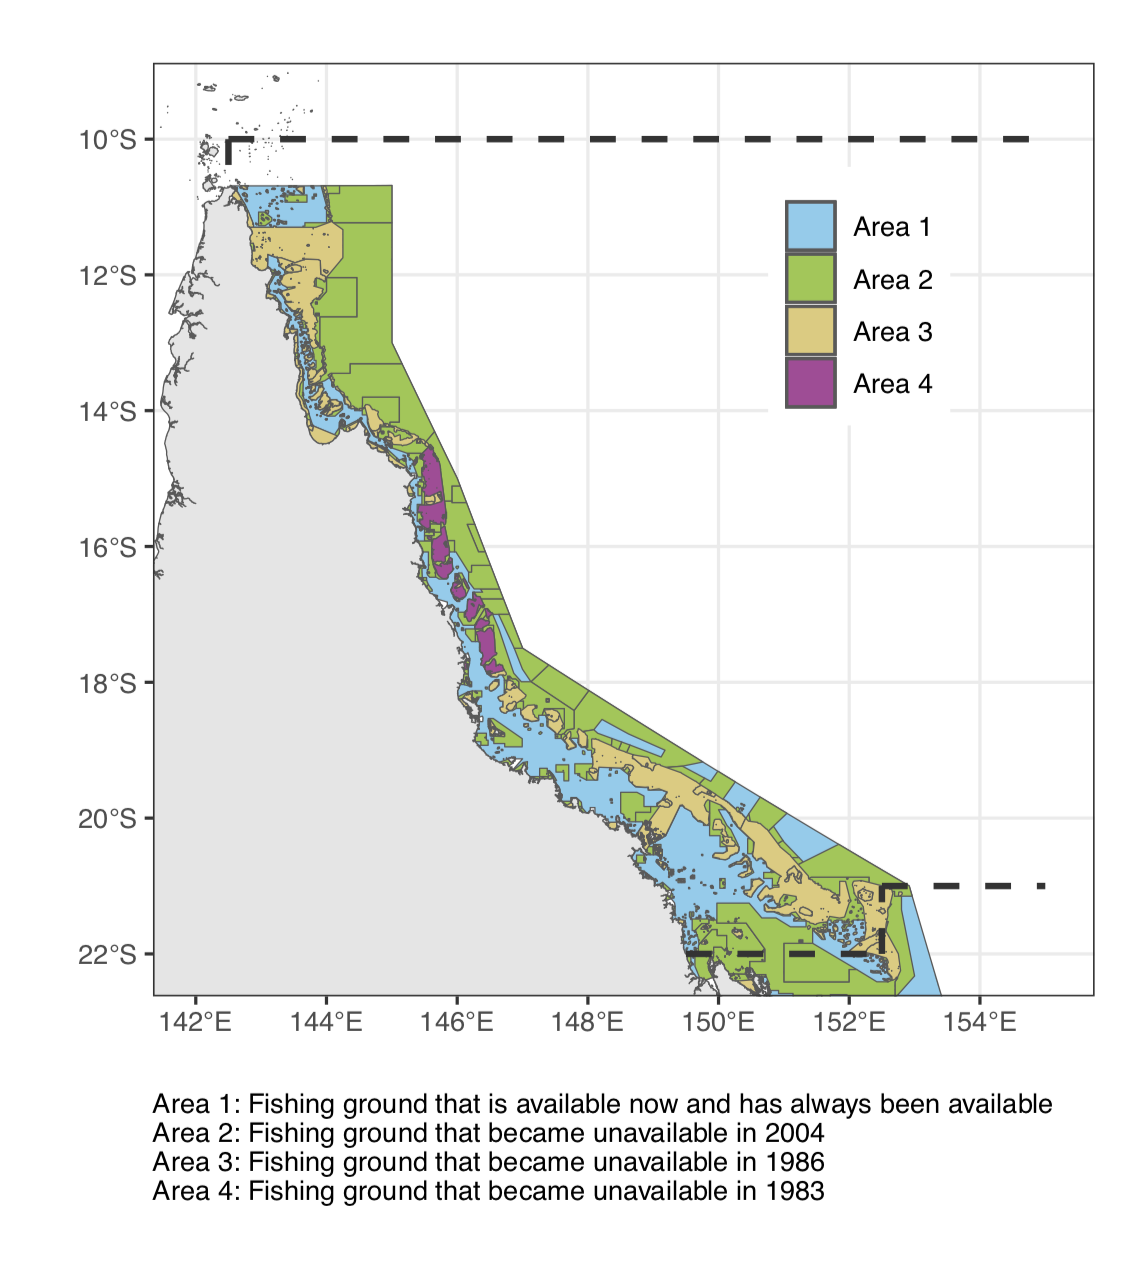 10°S
12°S
14°S
16°S
18°S
20°S
22°S
Area 1
Area 2
Area 3
Area 4
142°E 144°E 146°E 148°E 150°E 152°E 154°E
Area 1: Fishing ground that is available now and has always been available
Area 2: Fishing ground that became unavailable in 2004
Area 3: Fishing ground that became unavailable in 1986
Area 4: Fishing ground that became unavailable in 1983